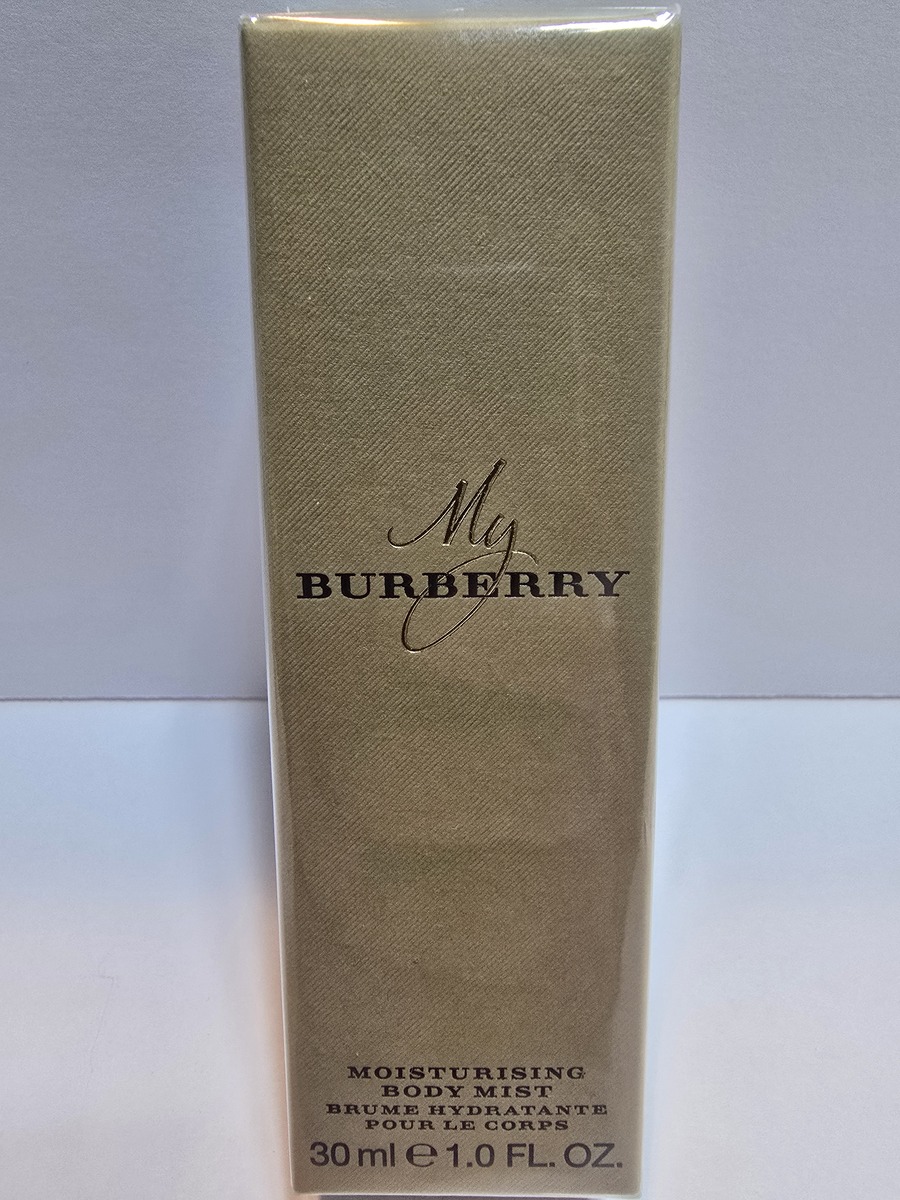 My
BURBERRY
MOISTURISING
BODY MIST
BRUME HYDRATANTE
POUR LE CORPS
30 ml ℮ 1.0 FL. OZ.